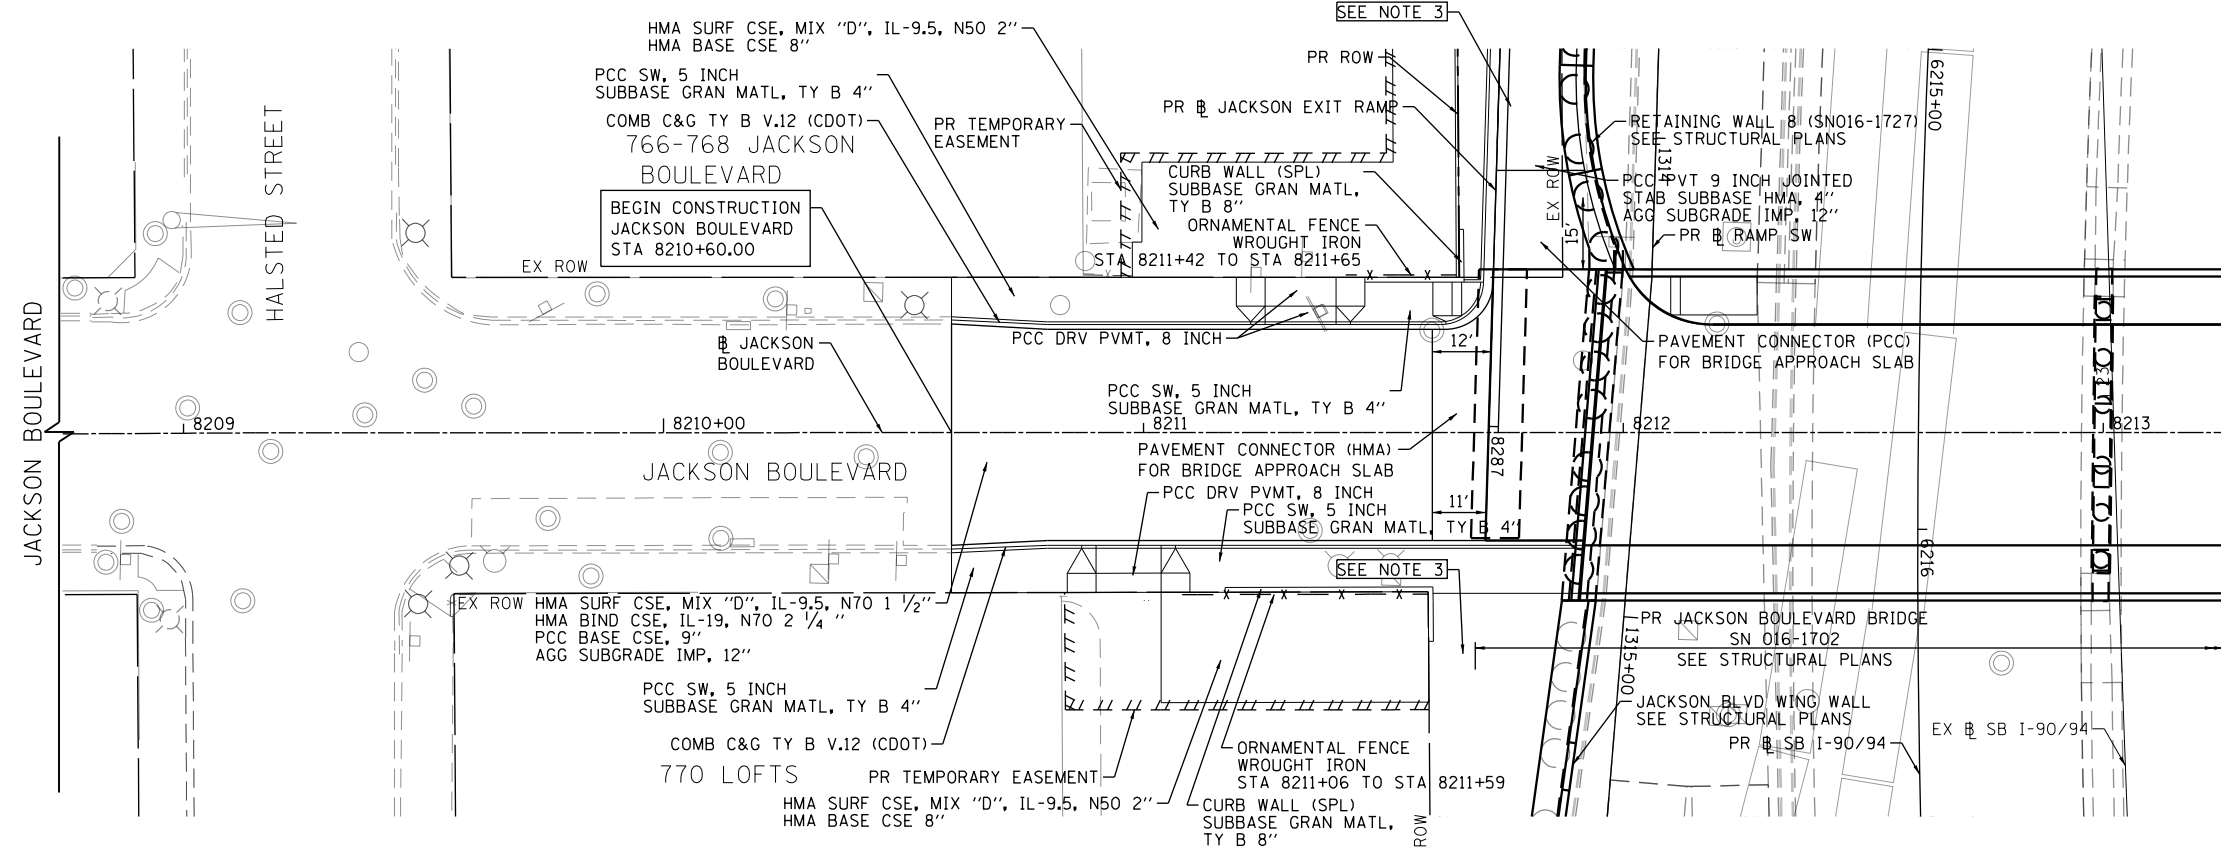 SEE NOTE 3
HMA SURF CSE, MIX "D", IL-9.5, N50 2"
HMA BASE CSE 8"
PR ROW
PCC SW, 5 INCH
SUBBASE GRAN MATL, TY B 4"
PR ℄ JACKSON EXIT RAMP
COMB C&G TY B V.12 (CDOT)
PR TEMPORARY
EASEMENT
766-768 JACKSON
BOULEVARD
RETAINING WALL 8 (SN016-1727)
SEE STRUCTURAL PLANS
6215+00
HALSTED STREET
CURB WALL (SPL)
SUBBASE GRAN MATL,
TY B 8"
EX ROW
PCC PVT 9 INCH JOINTED
STAB SUBBASE HMA, 4"
AGG SUBGRADE IMP, 12"
BEGIN CONSTRUCTION
JACKSON BOULEVARD
STA 8210+60.00
ORNAMENTAL FENCE
WROUGHT IRON
STA 8211+42 TO STA 8211+65
15'
PR ℄ RAMP SW
EX ROW
JACKSON BOULEVARD
℄ JACKSON
BOULEVARD
PCC DRV PVMT, 8 INCH
12'
PAVEMENT CONNECTOR (PCC)
FOR BRIDGE APPROACH SLAB
PCC SW, 5 INCH
SUBBASE GRAN MATL, TY B 4"
8209
8210+00
8211
8212
8213
JACKSON BOULEVARD
PAVEMENT CONNECTOR (HMA)
FOR BRIDGE APPROACH SLAB
8287
PCC DRV PVMT, 8 INCH
11'
PCC SW, 5 INCH
SUBBASE GRAN MATL, TY B 4"
6216
SEE NOTE 3
EX ROW
HMA SURF CSE, MIX "D", IL-9.5, N70 1 1/2"
HMA BIND CSE, IL-19, N70 2 1/4 "
PCC BASE CSE, 9"
AGG SUBGRADE IMP, 12"
PR JACKSON BOULEVARD BRIDGE
SN 016-1702
SEE STRUCTURAL PLANS
1315+00
PCC SW, 5 INCH
SUBBASE GRAN MATL, TY B 4"
JACKSON BLVD WING WALL
SEE STRUCTURAL PLANS
COMB C&G TY B V.12 (CDOT)
PR ℄ SB I-90/94
EX ℄ SB I-90/94
770 LOFTS
PR TEMPORARY EASEMENT
ORNAMENTAL FENCE
WROUGHT IRON
STA 8211+06 TO STA 8211+59
HMA SURF CSE, MIX "D", IL-9.5, N50 2"
HMA BASE CSE 8"
CURB WALL (SPL)
SUBBASE GRAN MATL,
TY B 8"
ROW